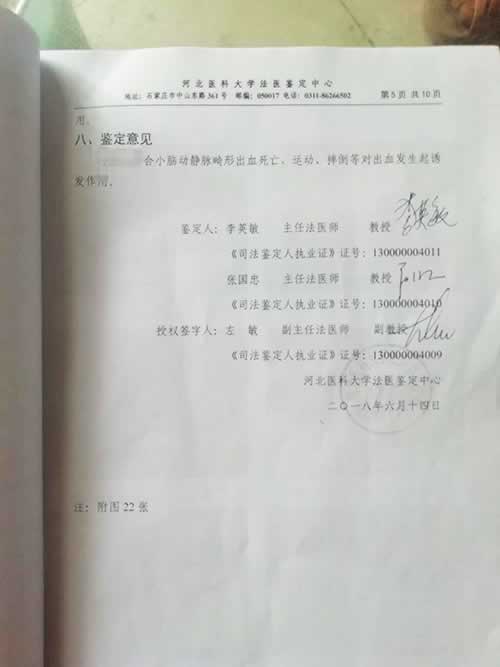 河北医科大学法医鉴定中心
地址：石家庄市中山东路 361 号 邮编：050017 电话：0311-86266502 第 5 页 共 10 页
用。
八、鉴定意见
合小脑动静脉畸形出血死亡、运动、摔倒等对出血发生起诱
发作用。
鉴定人：李英敏 主任法医师 教授 李英敏
《司法鉴定人执业证》证号：130000004011
张国忠 主任法医师 教授
《司法鉴定人执业证》证号：130000004010
授权签字人：左 敏 副主任法医师 副教授
《司法鉴定人执业证》证号：130000004009
河北医科大学法医鉴定中心
二〇一八年六月十四日
注：附图 22 张